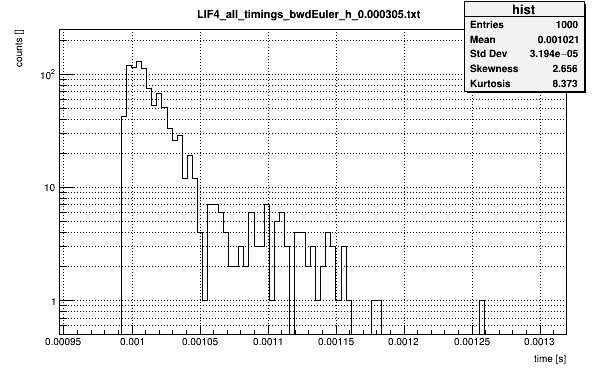 LIF4_all_timings_bwdEuler_h_0.000305.txt
hist
Entries 1000
Mean 0.001021
Std Dev 3.194e−05
Skewness 2.656
Kurtosis 8.373
counts []
10²
10
1
0.00095 0.001 0.00105 0.0011 0.00115 0.0012 0.00125 0.0013
time [s]